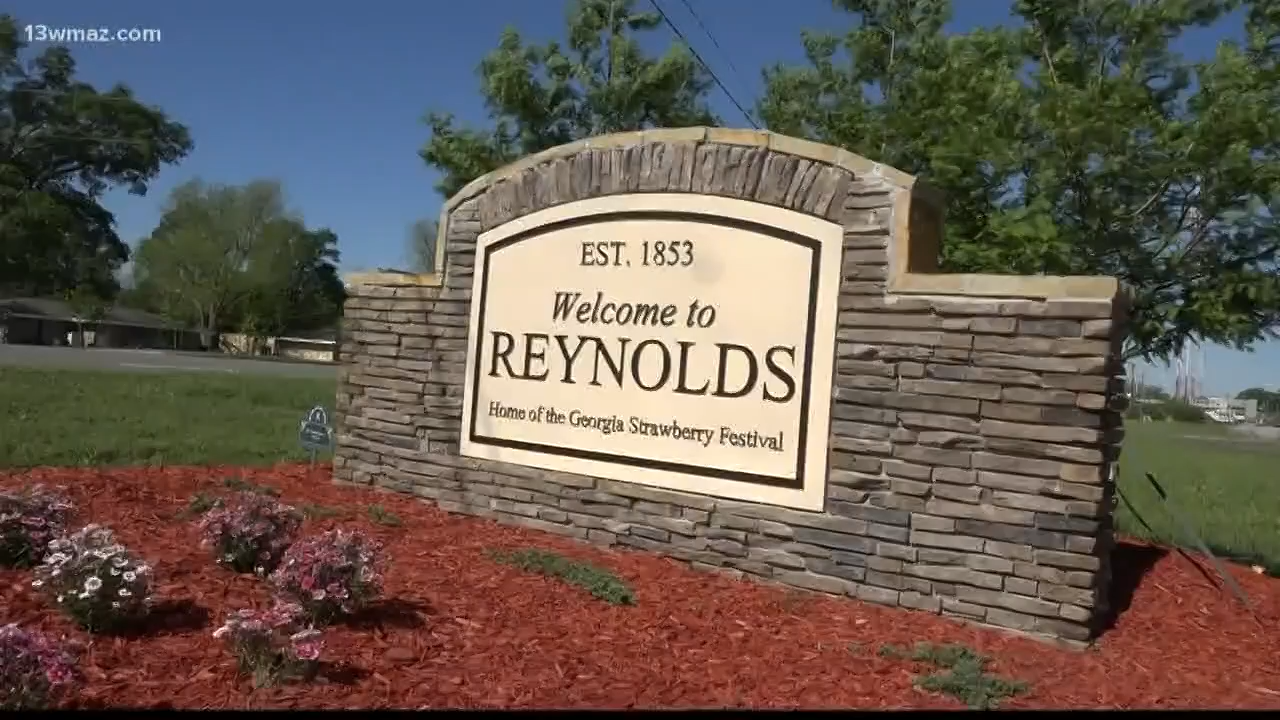 13wmaz.com
EST. 1853
Welcome to
REYNOLDS
Home of the Georgia Strawberry Festival